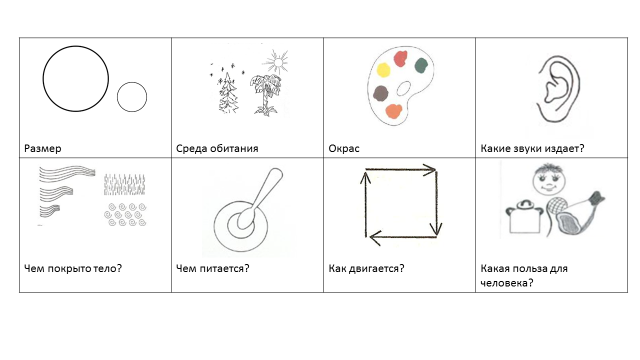 Размер
Среда обитания
Окрас
Какие звуки издает?
Чем покрыто тело?
Чем питается?
Как двигается?
Какая польза для
человека?